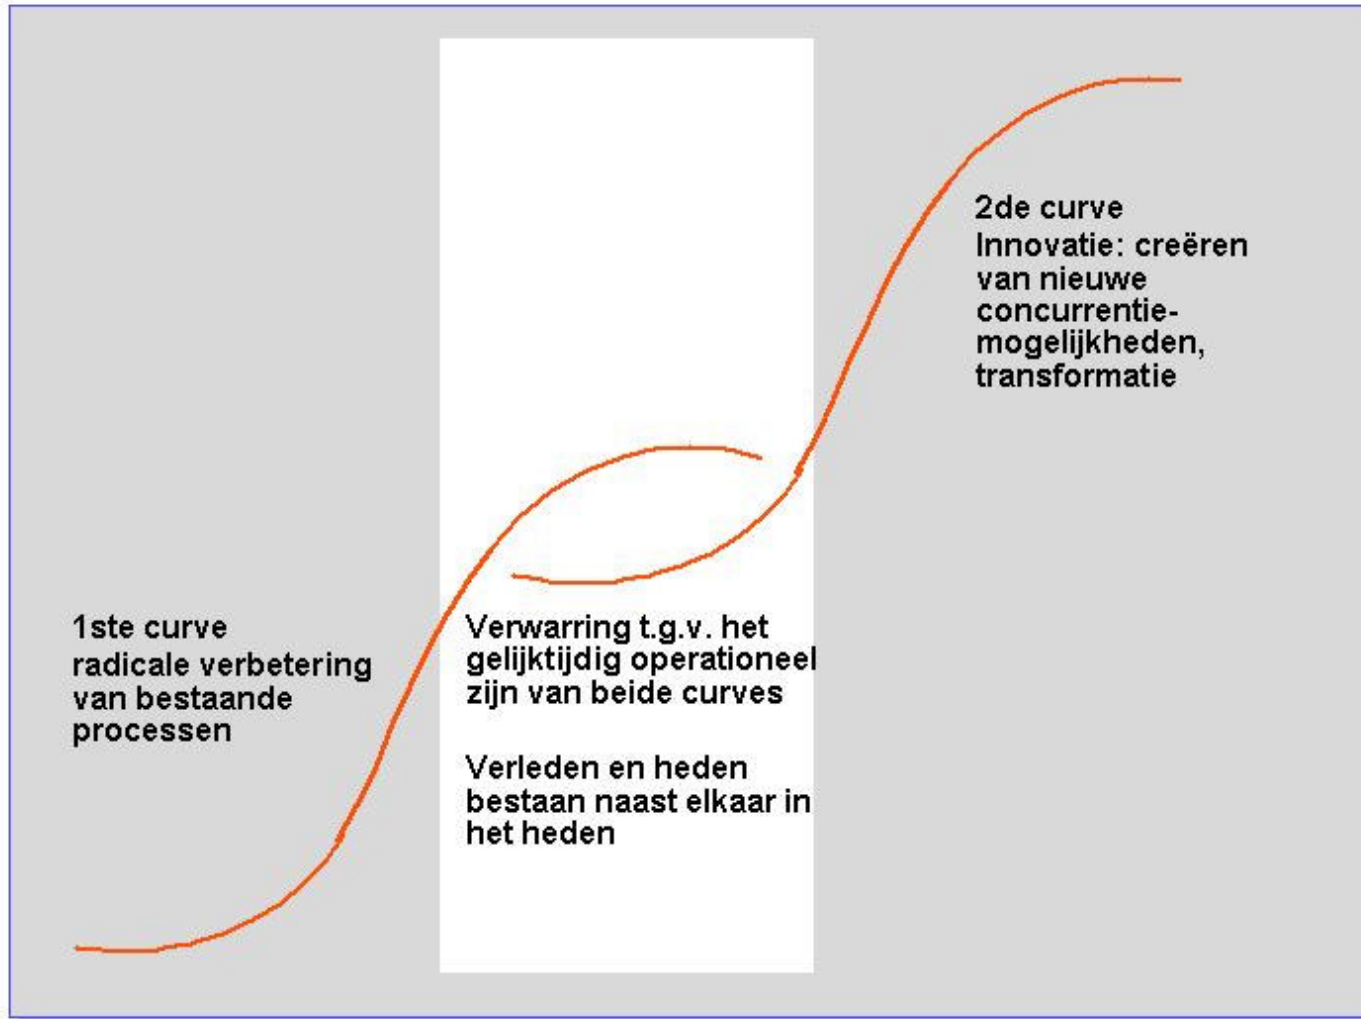 2de curve
Innovatie: creëren
van nieuwe
concurrentie-
mogelijkheden,
transformatie
1ste curve
radicale verbetering
van bestaande
processen
Verwarring t.g.v. het
gelijktijdig operationeel
zijn van beide curves
Verleden en heden
bestaan naast elkaar in
het heden